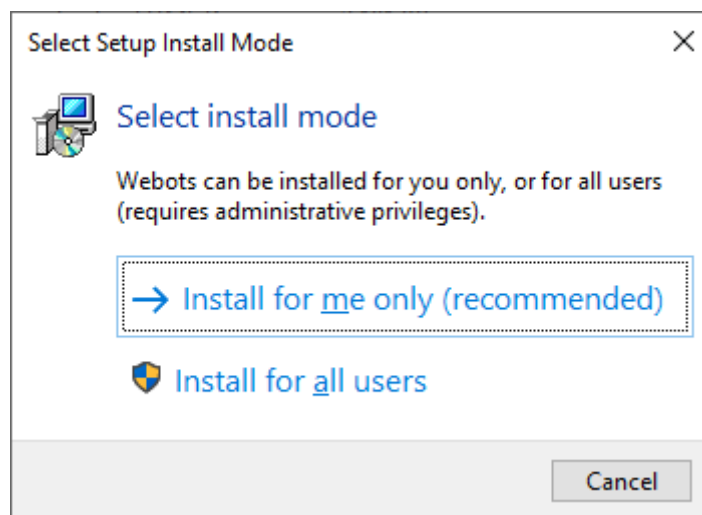 Select Setup Install Mode
Select install mode
Webots can be installed for you only, or for all users
(requires administrative privileges).
Install for me only (recommended)
Install for all users
Cancel